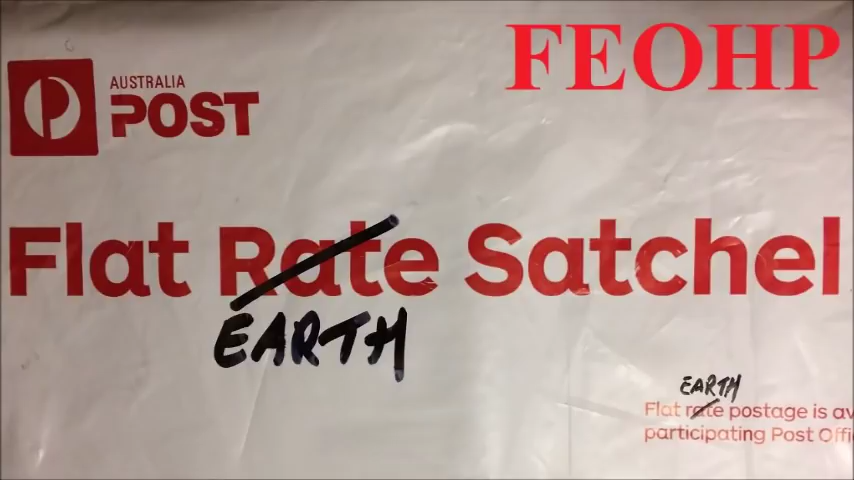 FEOHP
AUSTRALIA
POST
Flat Rate Satchel
EARTH
EARTH
Flat rate postage is av
participating Post Offi